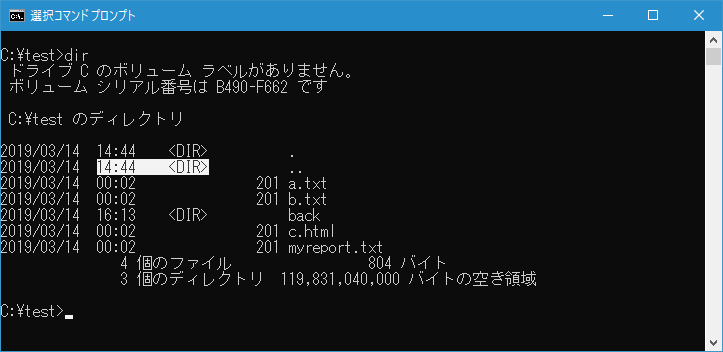 選択コマンド プロンプト
C:\test>dir
ドライブ C のボリューム ラベルがありません。
ボリューム シリアル番号は B490-F662 です
C:\test のディレクトリ
2019/03/14  14:44    <DIR>          .
2019/03/14  14:44    <DIR>          ..
2019/03/14  00:02               201 a.txt
2019/03/14  00:02               201 b.txt
2019/03/14  16:13    <DIR>          back
2019/03/14  00:02               201 c.html
2019/03/14  00:02               201 myreport.txt
4 個のファイル                 804 バイト
3 個のディレクトリ  119,831,040,000 バイトの空き領域
C:\test>